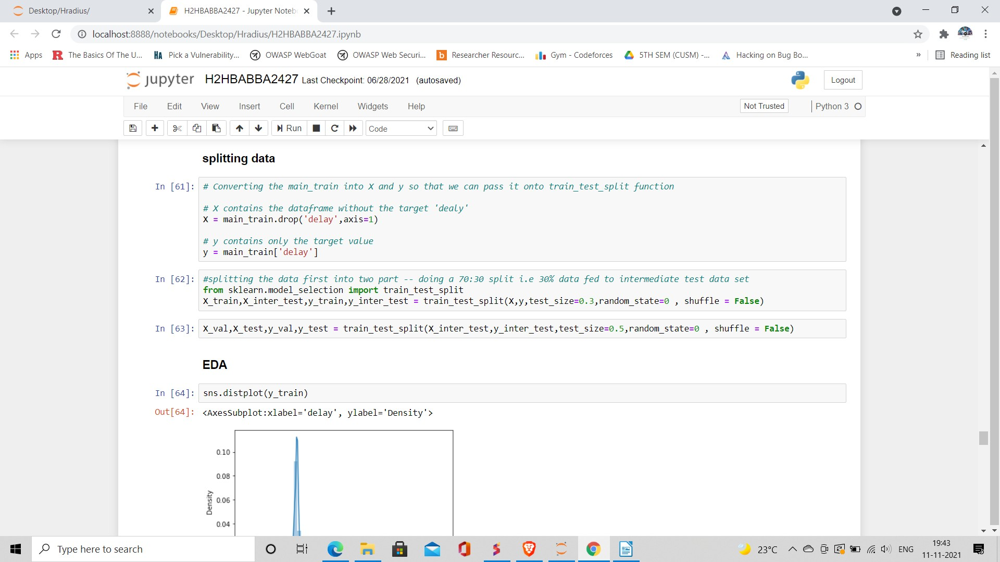 Desktop/Hradius/
H2HBABBA2427 - Jupyter Noteb
localhost:8888/notebooks/Desktop/Hradius/H2HBABBA2427.ipynb
Apps
The Basics Of The U...
HA
Pick a Vulnerability...
OWASP WebGoat
OWASP Web Securi...
Researcher Resourc...
Gym - Codeforces
5TH SEM (CUSM) -...
Hacking on Bug Bo...
»
Reading list
jupyter
H2HBABBA2427 Last Checkpoint: 06/28/2021 (autosaved)
Logout
File Edit View Insert Cell Kernel Widgets Help
Not Trusted
Python 3
Run
Code
splitting data
In [61]:
# Converting the main_train into X and y so that we can pass it onto train_test_split function
# X contains the dataframe without the target 'dealy'
X = main_train.drop('delay',axis=1)
# y contains only the target value
y = main_train['delay']
In [62]:
#splitting the data first into two part -- doing a 70:30 split i.e 30% data fed to intermediate test data set
from sklearn.model_selection import train_test_split
X_train,X_inter_test,y_train,y_inter_test = train_test_split(X,y,test_size=0.3,random_state=0 , shuffle = False)
In [63]:
X_val,X_test,y_val,y_test = train_test_split(X_inter_test,y_inter_test,test_size=0.5,random_state=0 , shuffle = False)
EDA
In [64]:
sns.distplot(y_train)
Out[64]:
<AxesSubplot:xlabel='delay', ylabel='Density'>
0.10
0.08
0.06
0.04
Density
Type here to search
23°C
ENG
19:43
11-11-2021